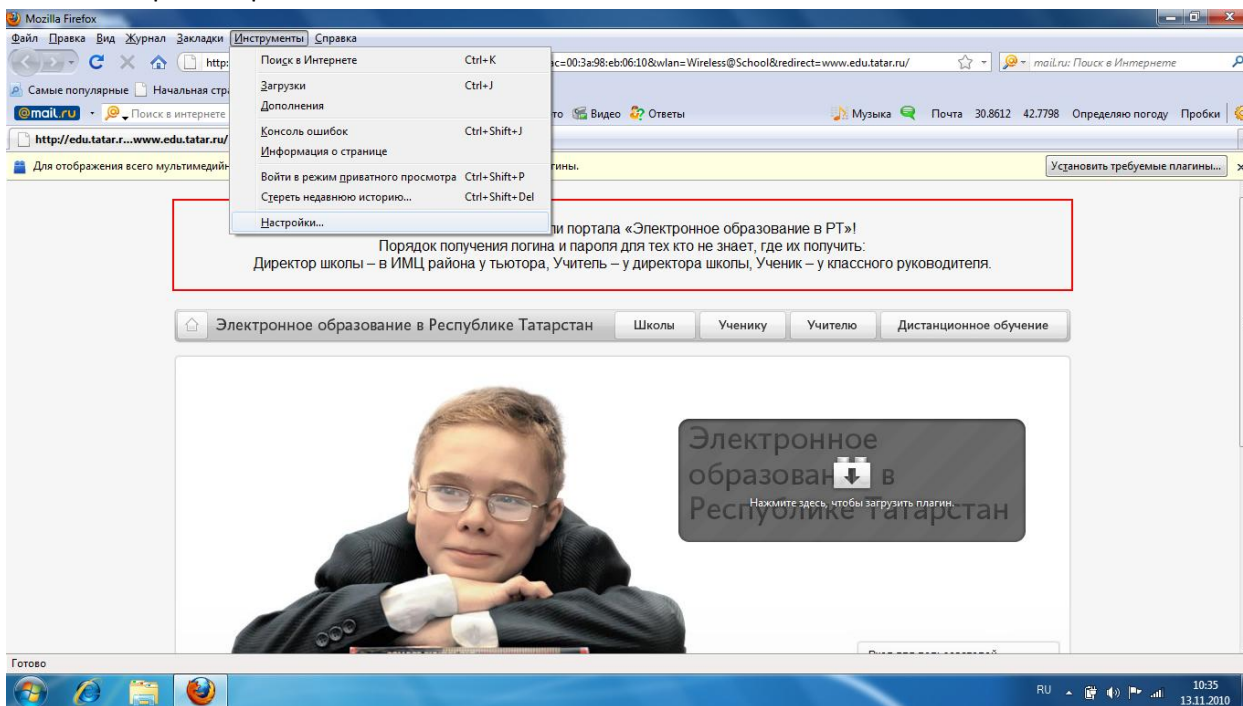 Mozilla Firefox
Файл Правка Вид Журнал Закладки Инструменты Справка
http: ac=00:3a:98:eb:06:10&wlan=Wireless@School&redirect=www.edu.tatar.ru/ mail.ru: Поиск в Интернете
Самые популярные Начальная стра
@mail.ru Поиск в интернете то Видео Ответы Музыка Почта 30.8612 42.7798 Определяю погоду Пробки
http://edu.tatar.r...www.edu.tatar.ru/
Для отображения всего мультимедийн гины. Установить требуемые плагины...
Поиск в Интернете Ctrl+K
Загрузки Ctrl+J
Дополнения
Консоль ошибок Ctrl+Shift+J
Информация о странице
Войти в режим приватного просмотра Ctrl+Shift+P
Стереть недавнюю историю... Ctrl+Shift+Del
Настройки...
ли портала «Электронное образование в РТ»!
Порядок получения логина и пароля для тех кто не знает, где их получить:
Директор школы – в ИМЦ района у тьютора, Учитель – у директора школы, Ученик – у классного руководителя.
Электронное образование в Республике Татарстан Школы Ученику Учителю Дистанционное обучение
Электронное
образование в
Республике Татарстан
Нажмите здесь, чтобы загрузить плагин.
Готово
RU 10:35
13.11.2010